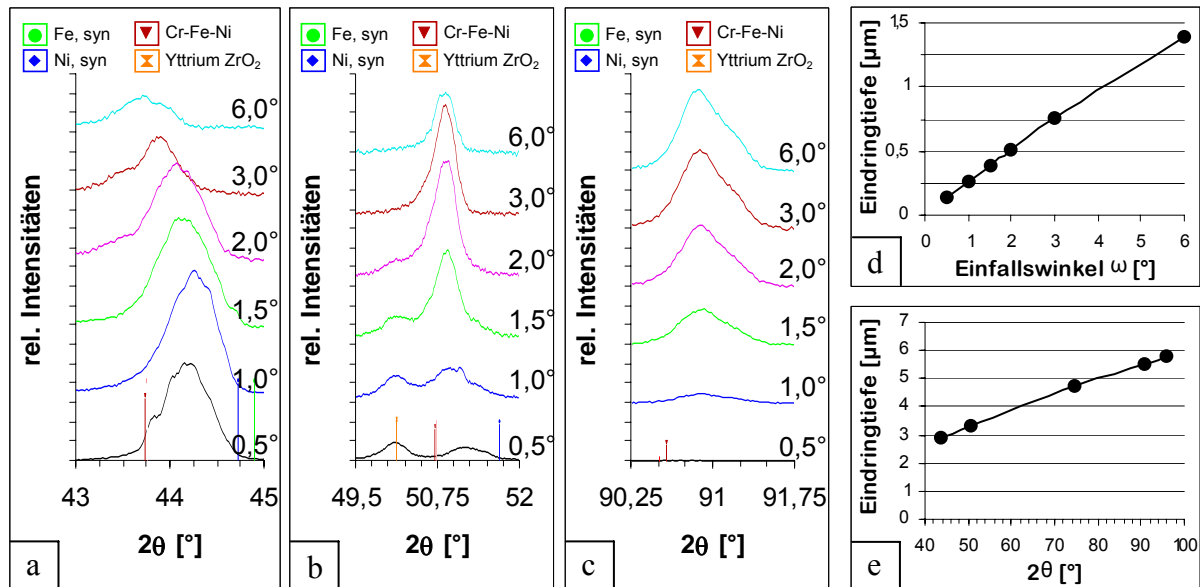 Fe, syn Cr-Fe-Ni
Ni, syn Yttrium ZrO₂
rel. Intensitäten
6,0°
3,0°
2,0°
1,5°
1,0°
0,5°
43 44 45
2θ [°]
a
Fe, syn Cr-Fe-Ni
Ni, syn Yttrium ZrO₂
rel. Intensitäten
6,0°
3,0°
2,0°
1,5°
1,0°
0,5°
49,5 50,75 52
2θ [°]
b
Fe, syn Cr-Fe-Ni
Ni, syn Yttrium ZrO₂
rel. Intensitäten
6,0°
3,0°
2,0°
1,5°
1,0°
0,5°
90,25 91 91,75
2θ [°]
c
Eindringtiefe [µm]
1,5
1
0,5
0
0 1 2 3 4 5 6
Einfallswinkel ω [°]
d
Eindringtiefe [µm]
7
6
5
4
3
2
1
0
40 50 60 70 80 90 100
2θ [°]
e